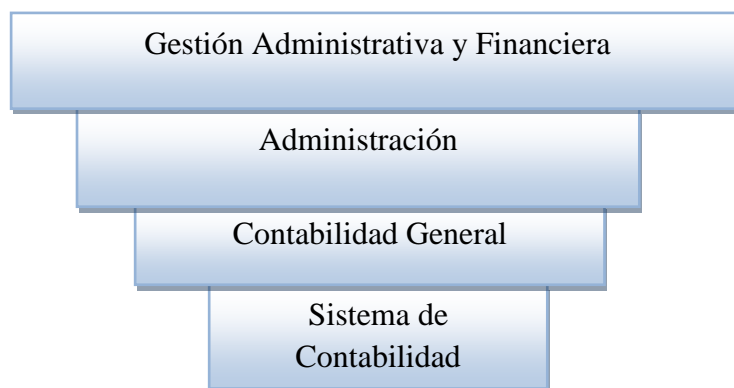 Gestión Administrativa y Financiera
Administración
Contabilidad General
Sistema de
Contabilidad